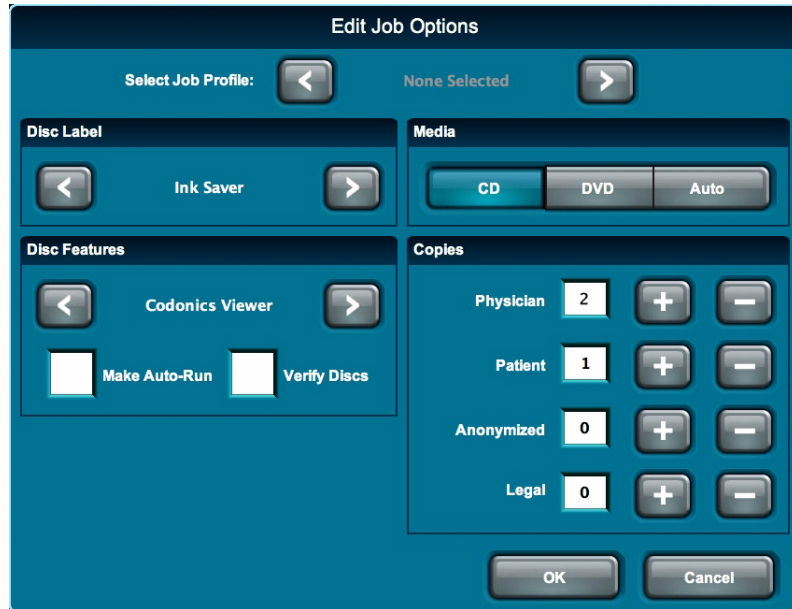 Edit Job Options
Select Job Profile: None Selected
Disc Label
Ink Saver
Media
CD DVD Auto
Disc Features
Codonics Viewer
Make Auto-Run Verify Discs
Copies
Physician 2
Patient 1
Anonymized 0
Legal 0
OK Cancel